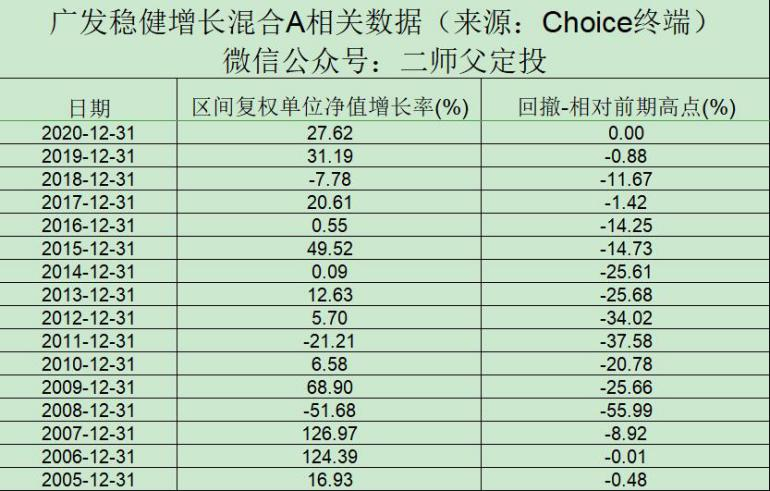 广发稳健增长混合A相关数据（来源：Choice终端）
微信公众号：二师父定投
日期 区间复权单位净值增长率(%) 回撤-相对前期高点(%)
2020-12-31 27.62 0.00
2019-12-31 31.19 -0.88
2018-12-31 -7.78 -11.67
2017-12-31 20.61 -1.42
2016-12-31 0.55 -14.25
2015-12-31 49.52 -14.73
2014-12-31 0.09 -25.61
2013-12-31 12.63 -25.68
2012-12-31 5.70 -34.02
2011-12-31 -21.21 -37.58
2010-12-31 6.58 -20.78
2009-12-31 68.90 -25.66
2008-12-31 -51.68 -55.99
2007-12-31 126.97 -8.92
2006-12-31 124.39 -0.01
2005-12-31 16.93 -0.48